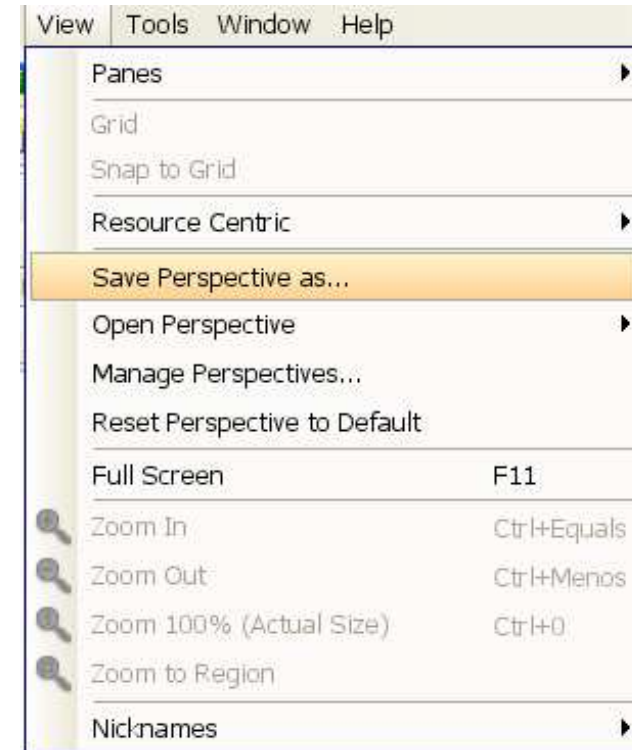 View Tools Window Help
Panes
Grid
Snap to Grid
Resource Centric
Save Perspective as...
Open Perspective
Manage Perspectives...
Reset Perspective to Default
Full Screen F11
Zoom In Ctrl+Equals
Zoom Out Ctrl+Menos
Zoom 100% (Actual Size) Ctrl+0
Zoom to Region
Nicknames